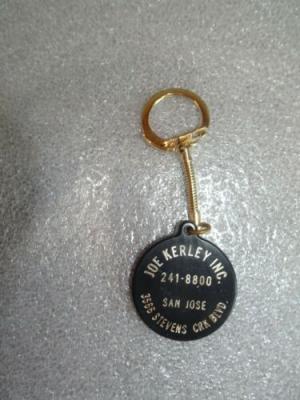 JOE KERLEY INC.
241-8800
SAN JOSE
3565 STEVENS CRK BLVD.